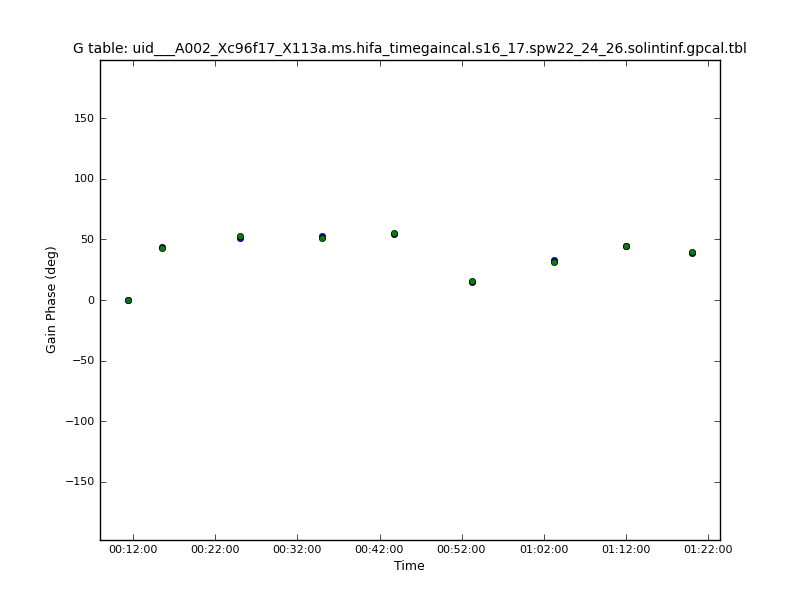 G table: uid___A002_Xc96f17_X113a.ms.hifa_timegaincal.s16_17.spw22_24_26.solintinf.gpcal.tbl
150
100
50
0
−50
−100
−150
Gain Phase (deg)
00:12:00 00:22:00 00:32:00 00:42:00 00:52:00 01:02:00 01:12:00 01:22:00
Time